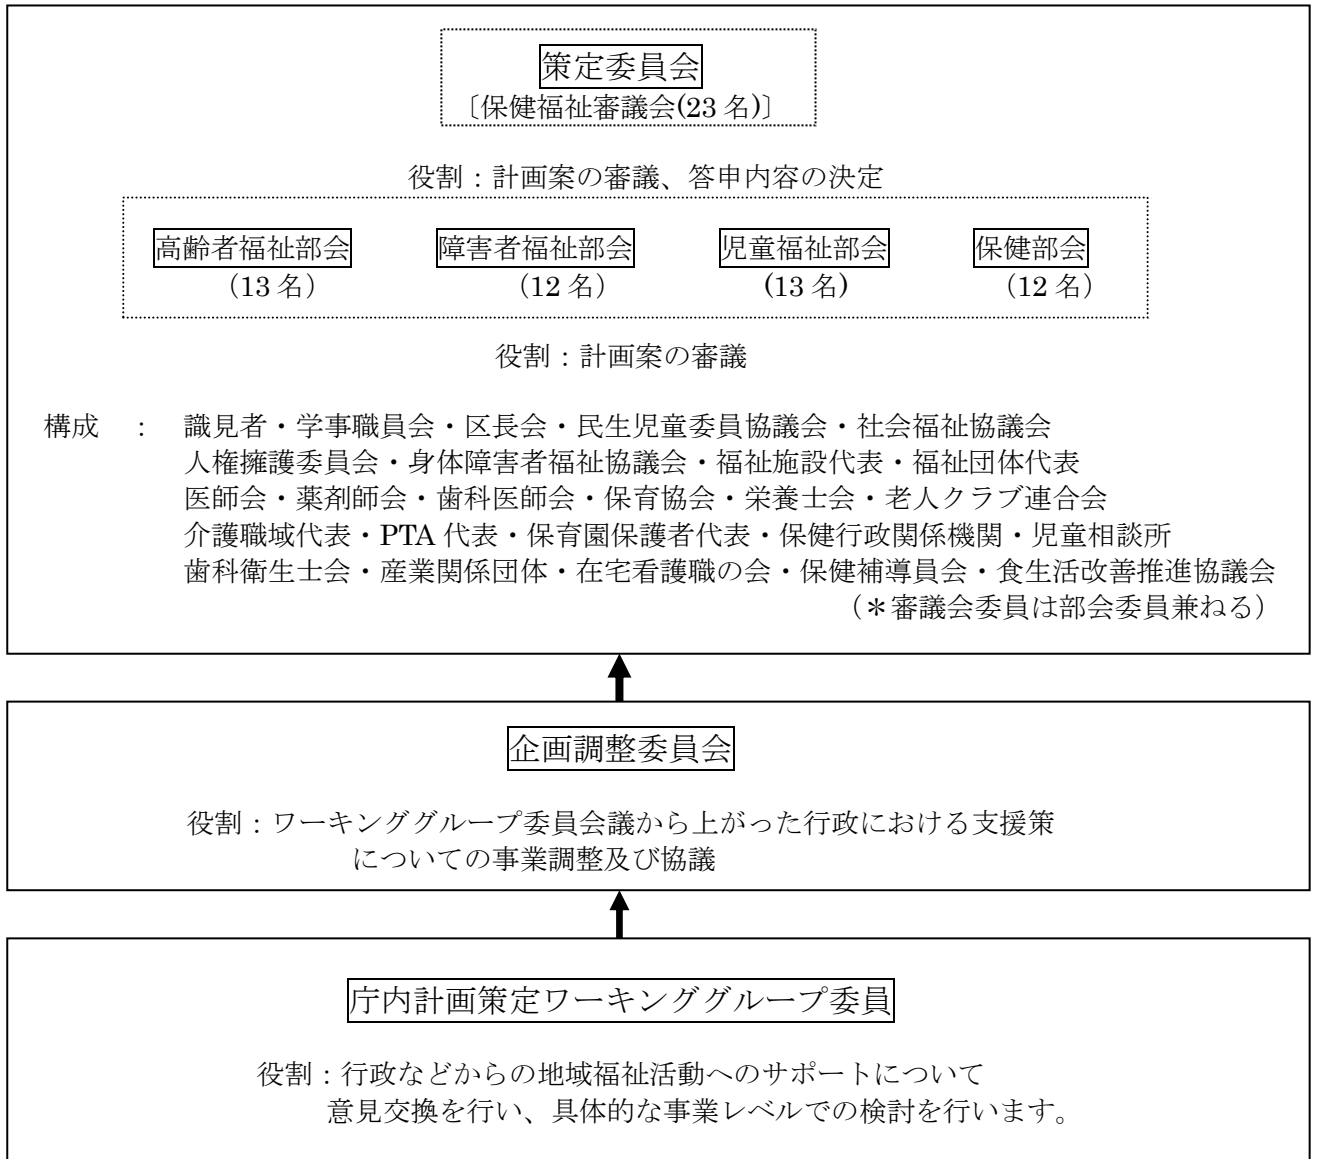 策定委員会
〔保健福祉審議会(23 名)〕
役割：計画案の審議、答申内容の決定
高齢者福祉部会 障害者福祉部会 児童福祉部会 保健部会
（13 名） （12 名） (13 名) （12 名）
役割：計画案の審議
構成 ： 識見者・学事職員会・区長会・民生児童委員協議会・社会福祉協議会
人権擁護委員会・身体障害者福祉協議会・福祉施設代表・福祉団体代表
医師会・薬剤師会・歯科医師会・保育協会・栄養士会・老人クラブ連合会
介護職域代表・PTA 代表・保育園保護者代表・保健行政関係機関・児童相談所
歯科衛生士会・産業関係団体・在宅看護職の会・保健補導員会・食生活改善推進協議会
（＊審議会委員は部会委員兼ねる）
企画調整委員会
役割：ワーキンググループ委員会議から上がった行政における支援策
についての事業調整及び協議
庁内計画策定ワーキンググループ委員
役割：行政などからの地域福祉活動へのサポートについて
意見交換を行い、具体的な事業レベルでの検討を行います。